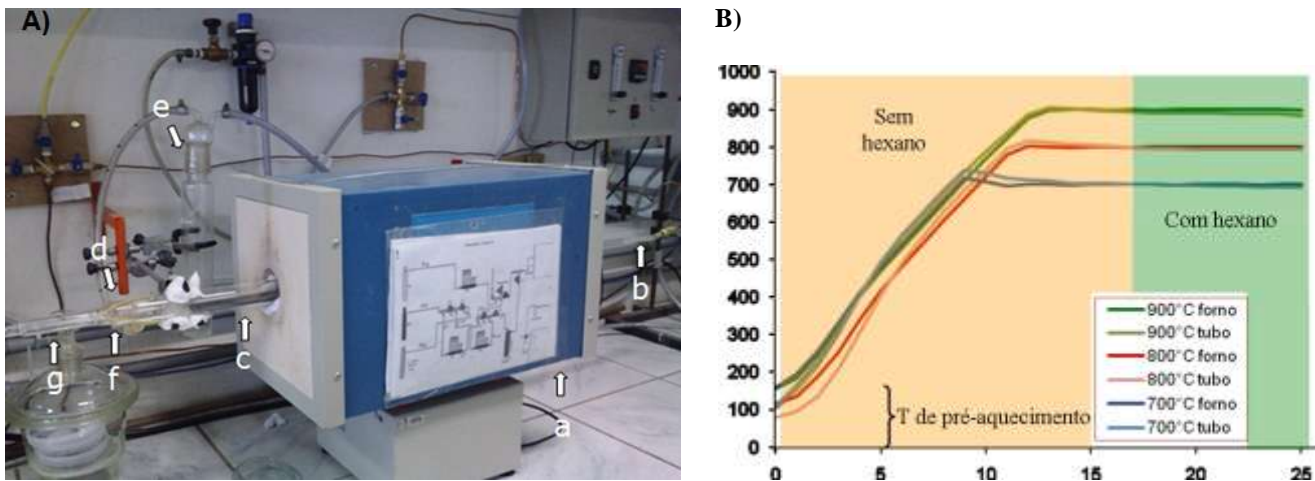 A)
e
d
b
c
g
f
a
B)
1000
900
800
700
600
500
400
300
200
100
0
0
5
10
15
20
25
Sem
hexano
Com hexano
T de pré-aquecimento
900°C forno
900°C tubo
800°C forno
800°C tubo
700°C forno
700°C tubo